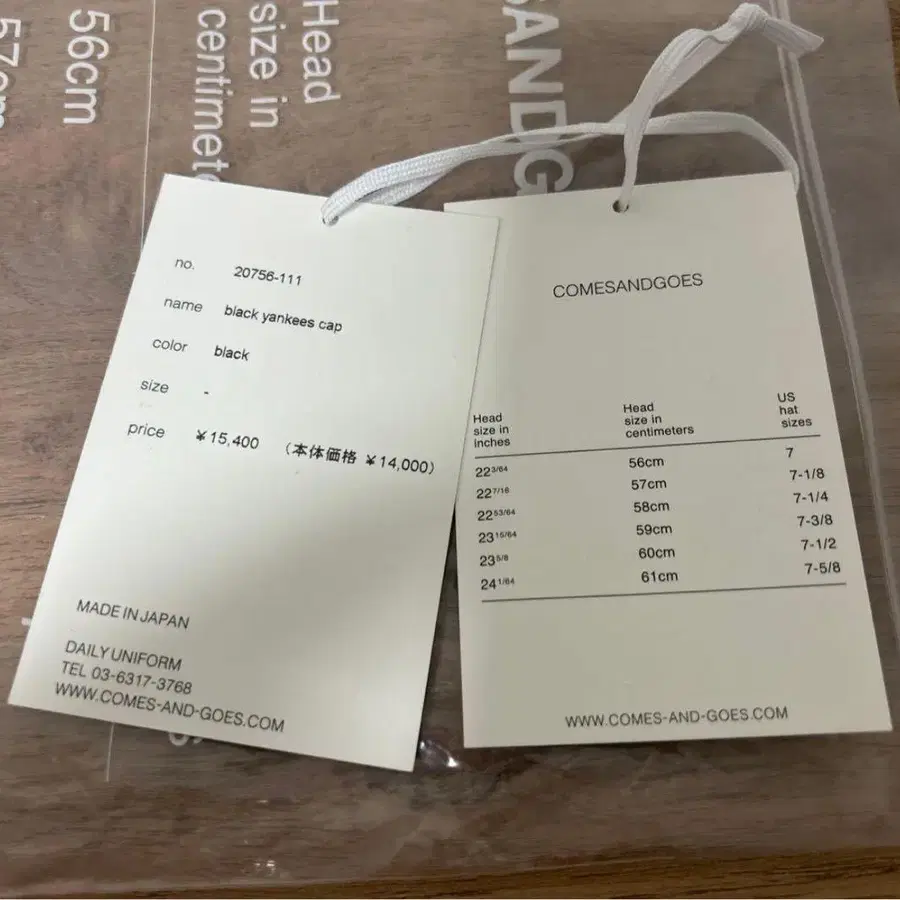 Head
size in
centimet
56cm
57cm
SANDG
no. 20756-111
name black yankees cap
color black
size -
price ¥15,400 (本体価格 ¥14,000)
MADE IN JAPAN
DAILY UNIFORM
TEL 03-6317-3768
WWW.COMES-AND-GOES.COM
COMESANDGOES
Head size in inches Head size in centimeters US hat sizes
22 3/64 56cm 7
22 7/16 57cm 7-1/8
22 53/64 58cm 7-1/4
23 15/64 59cm 7-3/8
23 5/8 60cm 7-1/2
24 1/64 61cm 7-5/8
WWW.COMES-AND-GOES.COM